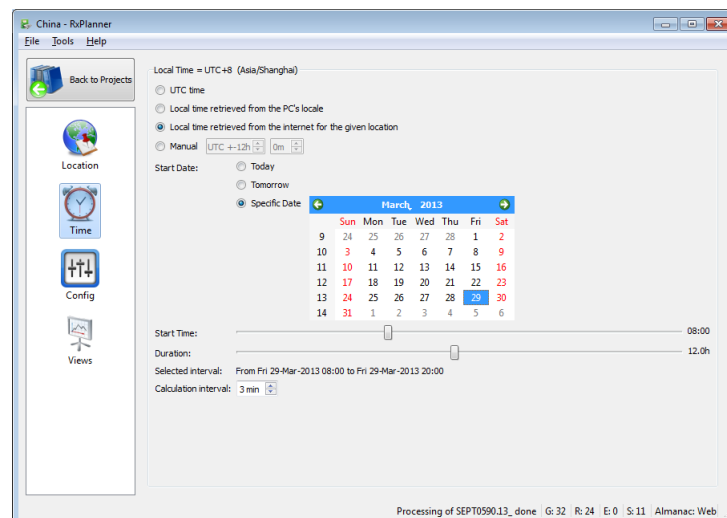 China - RxPlanner
File Tools Help
Back to Projects
Location
Time
Config
Views
Local Time = UTC+8 (Asia/Shanghai)
UTC time
Local time retrieved from the PC's locale
Local time retrieved from the internet for the given location
Manual UTC +-12h 0m
Start Date: Today
Tomorrow
Specific Date March, 2013
Sun Mon Tue Wed Thu Fri Sat
9 24 25 26 27 28 1 2
10 3 4 5 6 7 8 9
11 10 11 12 13 14 15 16
12 17 18 19 20 21 22 23
13 24 25 26 27 28 29 30
14 31 1 2 3 4 5 6
Start Time: 08:00
Duration: 12.0h
Selected interval: From Fri 29-Mar-2013 08:00 to Fri 29-Mar-2013 20:00
Calculation interval: 3 min
Processing of SEPT0590.13_ done G: 32 R: 24 E: 0 S: 11 Almanac: Web